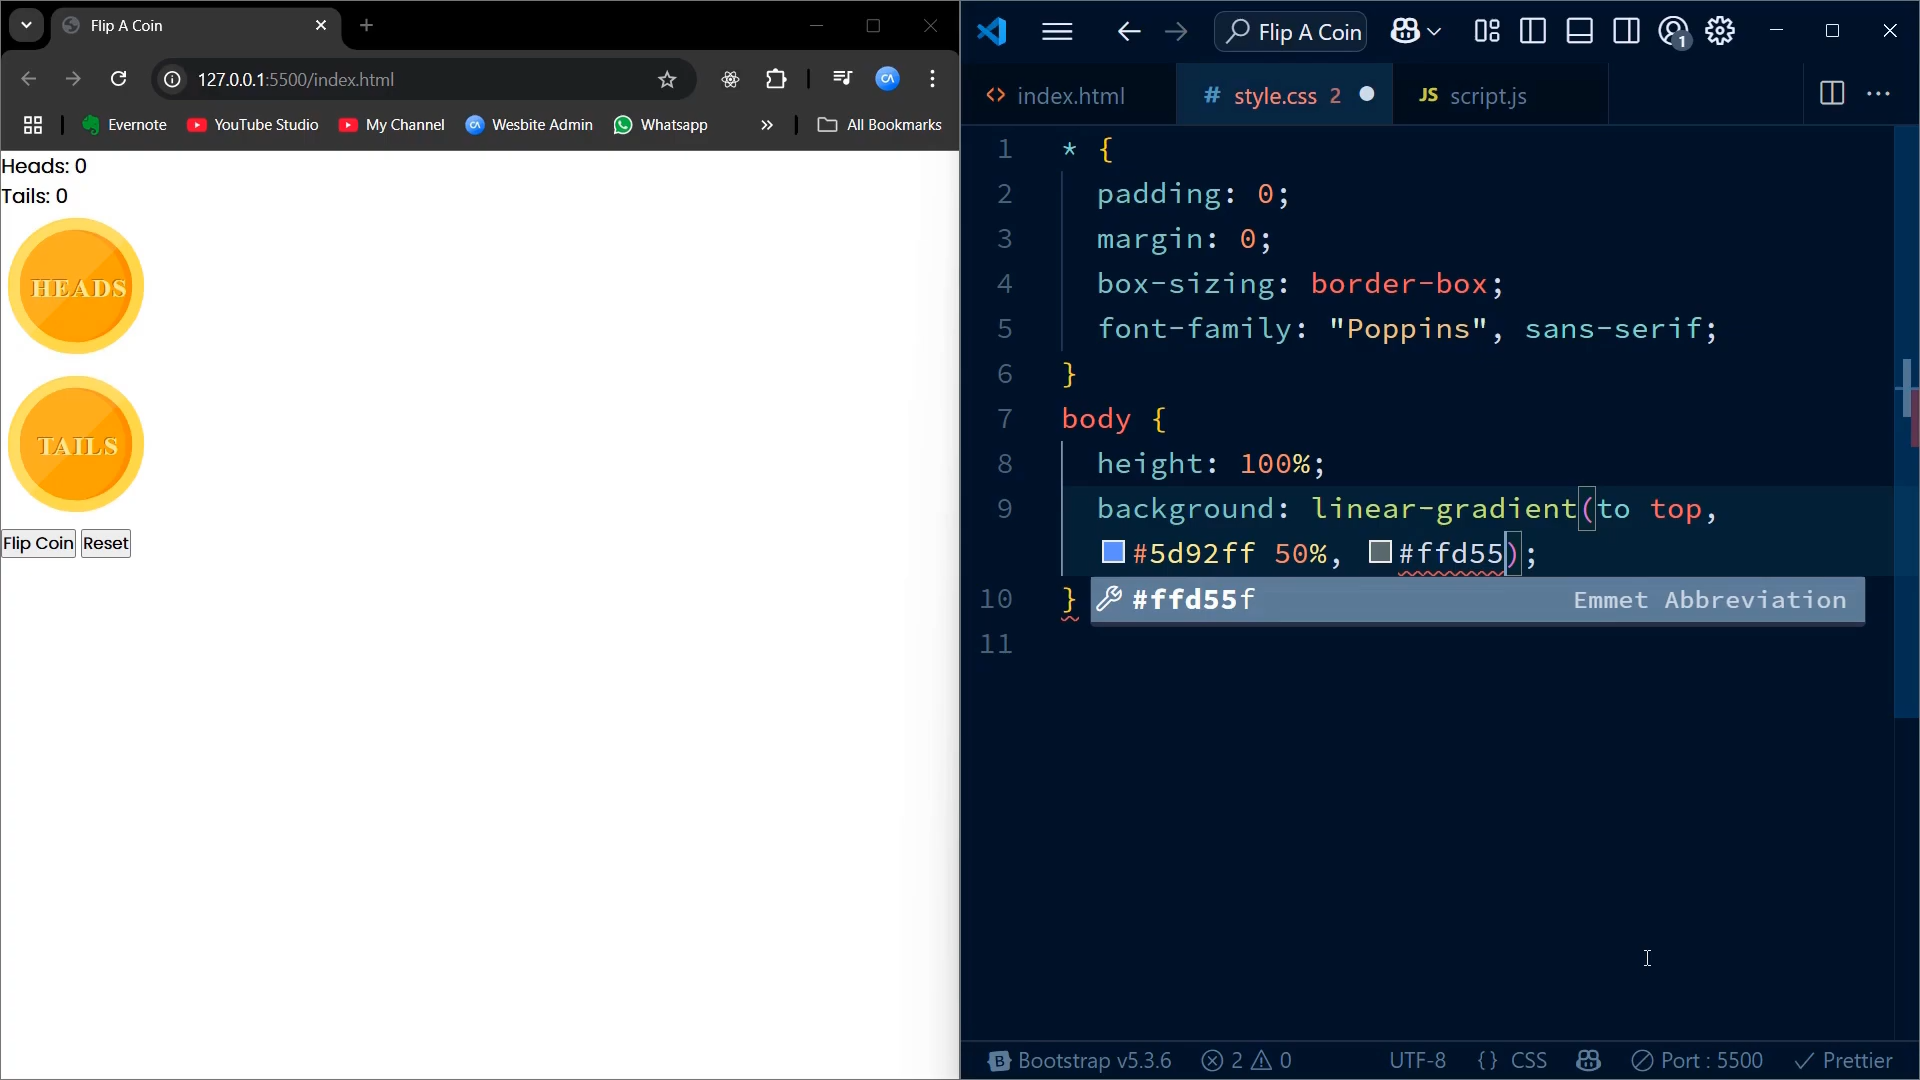 Flip A Coin
127.0.0.1:5500/index.html
Evernote
YouTube Studio
My Channel
Wesbite Admin
Whatsapp
All Bookmarks
Heads: 0
Tails: 0
HEADS
TAILS
Flip Coin
Reset
Flip A Coin
1
index.html
# style.css 2
JS script.js
1 * {
2 padding: 0;
3 margin: 0;
4 box-sizing: border-box;
5 font-family: "Poppins", sans-serif;
6 }
7 body {
8 height: 100%;
9 background: linear-gradient(to top,
#5d92ff 50%, #ffd55);
10 }
#ffd55f Emmet Abbreviation
11
B Bootstrap v5.3.6
2
0
UTF-8
{} CSS
Port : 5500
Prettier